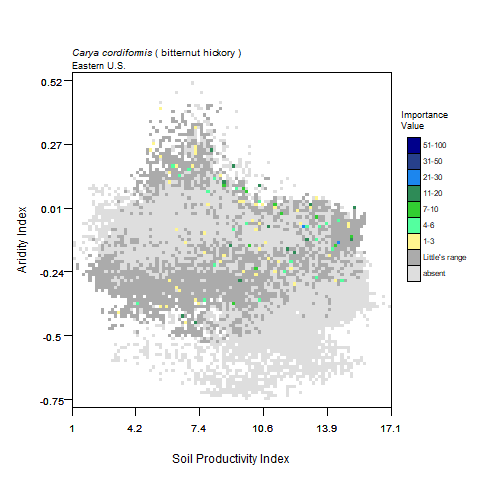 Carya cordiformis ( bitternut hickory )
Eastern U.S.
0.52
0.27
0.01
-0.24
-0.5
-0.75
Aridity Index
1 4.2 7.4 10.6 13.9 17.1
Soil Productivity Index
Importance
Value
51-100
31-50
21-30
11-20
7-10
4-6
1-3
Little's range
absent